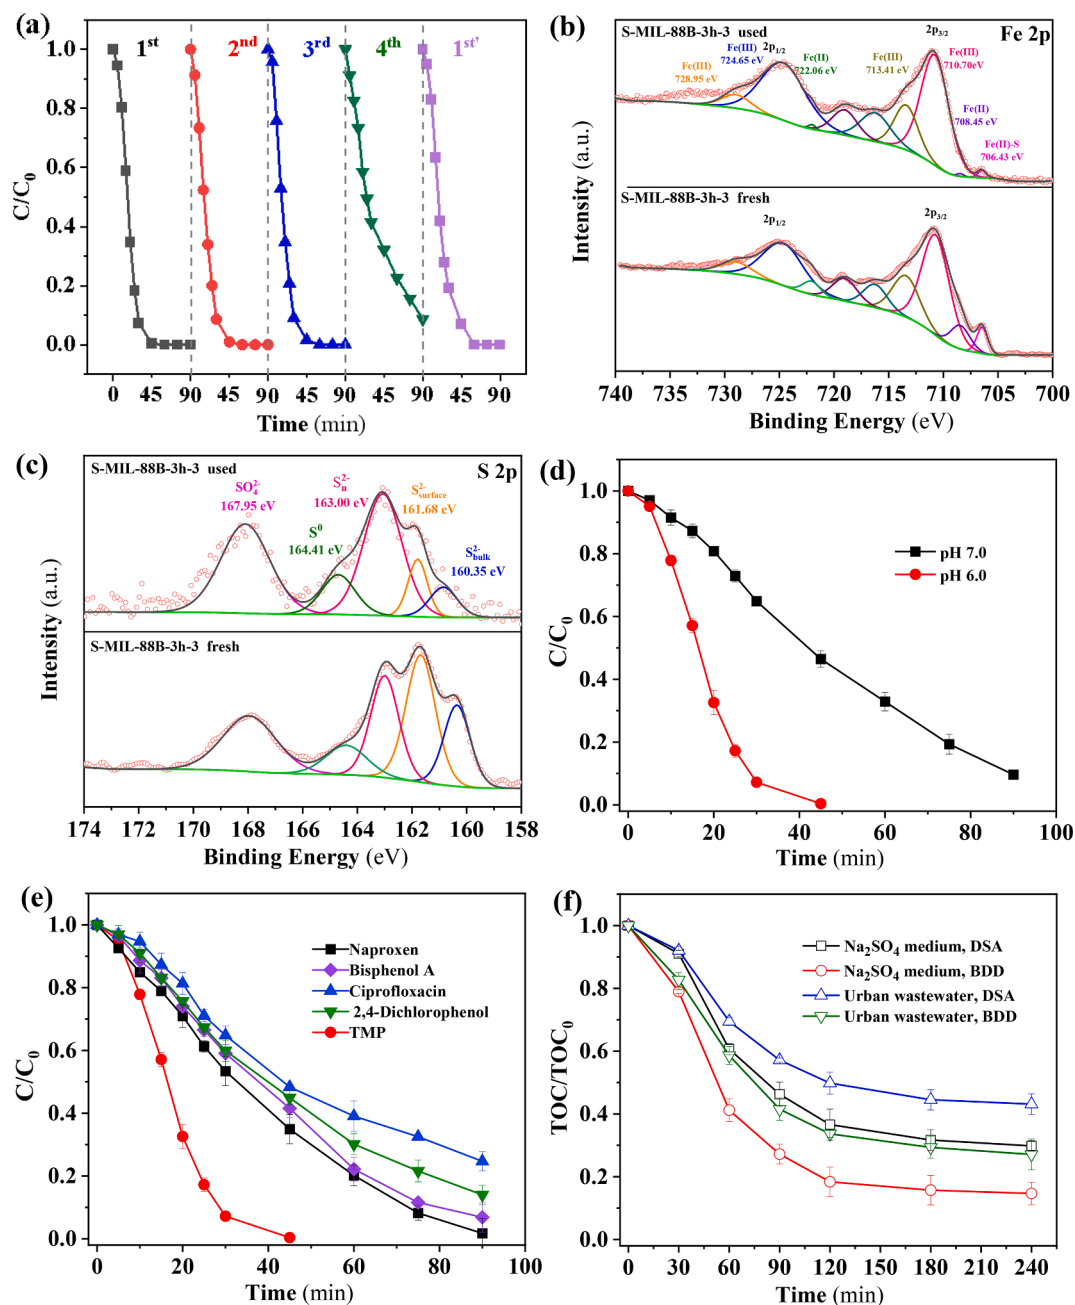 (a)
1st 2nd 3rd 4th 1st'
C/C0
1.0
0.8
0.6
0.4
0.2
0.0
0 45 90 45 90 45 90 45 90 45 90
Time (min)
(b)
S-MIL-88B-3h-3 used
Fe 2p
Fe(III)
728.95 eV
Fe(III)
724.65 eV
2p1/2
Fe(II)
722.06 eV
Fe(III)
713.41 eV
2p3/2
Fe(III)
710.70eV
Fe(II)
708.45 eV
Fe(II)-S
706.43 eV
S-MIL-88B-3h-3 fresh
2p1/2
2p3/2
Intensity (a.u.)
740 735 730 725 720 715 710 705 700
Binding Energy (eV)
(c)
S-MIL-88B-3h-3 used
S 2p
SO4 2-
167.95 eV
S0
164.41 eV
Sn 2-
163.00 eV
S2-surface
161.68 eV
S2-bulk
160.35 eV
S-MIL-88B-3h-3 fresh
Intensity (a.u.)
174 172 170 168 166 164 162 160 158
Binding Energy (eV)
(d)
pH 7.0
pH 6.0
C/C0
1.0
0.8
0.6
0.4
0.2
0.0
0 20 40 60 80 100
Time (min)
(e)
Naproxen
Bisphenol A
Ciprofloxacin
2,4-Dichlorophenol
TMP
C/C0
1.0
0.8
0.6
0.4
0.2
0.0
0 20 40 60 80 100
Time (min)
(f)
Na2SO4 medium, DSA
Na2SO4 medium, BDD
Urban wastewater, DSA
Urban wastewater, BDD
TOC/TOC0
1.0
0.8
0.6
0.4
0.2
0.0
0 30 60 90 120 150 180 210 240
Time (min)